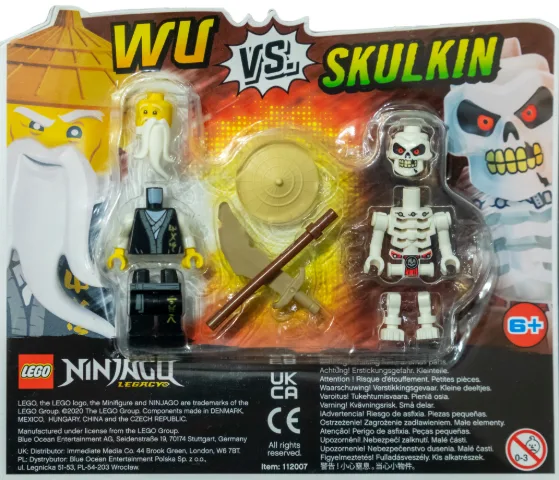 WU
VS.
SKULKIN
6+
LEGO NINJAGO
LEGACY
LEGO, the LEGO logo, the Minifigure and NINJAGO are trademarks of the
LEGO Group. ©2020 The LEGO Group. Components made in DENMARK,
MEXICO, HUNGARY, CHINA and the CZECH REPUBLIC.
Manufactured under license from the LEGO Group.
Blue Ocean Entertainment AG, Seidenstraße 19, 70174 Stuttgart, Germany
UK: Distributor: Immediate Media Co. 44 Brook Green, London, W6 7BT.
PL: Dystrybutor: Blue Ocean Entertainment Polska Sp. z o.o.,
ul. Legnicka 51-53, PL-54-203 Wrocław.
UK
CA
CE
All rights
reserved.
Item: 112007
Achtung! Erstickungsgefahr. Kleinteile.
Attention ! Risque d'étouffement. Petites pièces.
Waarschuwing! Verstikkingsgevaar. Kleine deeltjes.
Varoitus! Tukehtumisvaara. Pieniä osia.
Varning! Kvävningsrisk. Små delar.
¡Advertencia! Riesgo de asfixia. Piezas pequeñas.
Ostrzeżenie! Zagrożenie zadławieniem. Małe elementy.
Atenção! Perigo de asfixia. Peças pequenas.
Upozornění! Nebezpečí zalknutí. Malé části.
Upozornenie! Nebezpečenstvo dusenia. Malé časti.
Figyelmeztetés! Fulladásveszély. Kis alkatrészek.
警告!小心窒息。当心小物件。
0-3